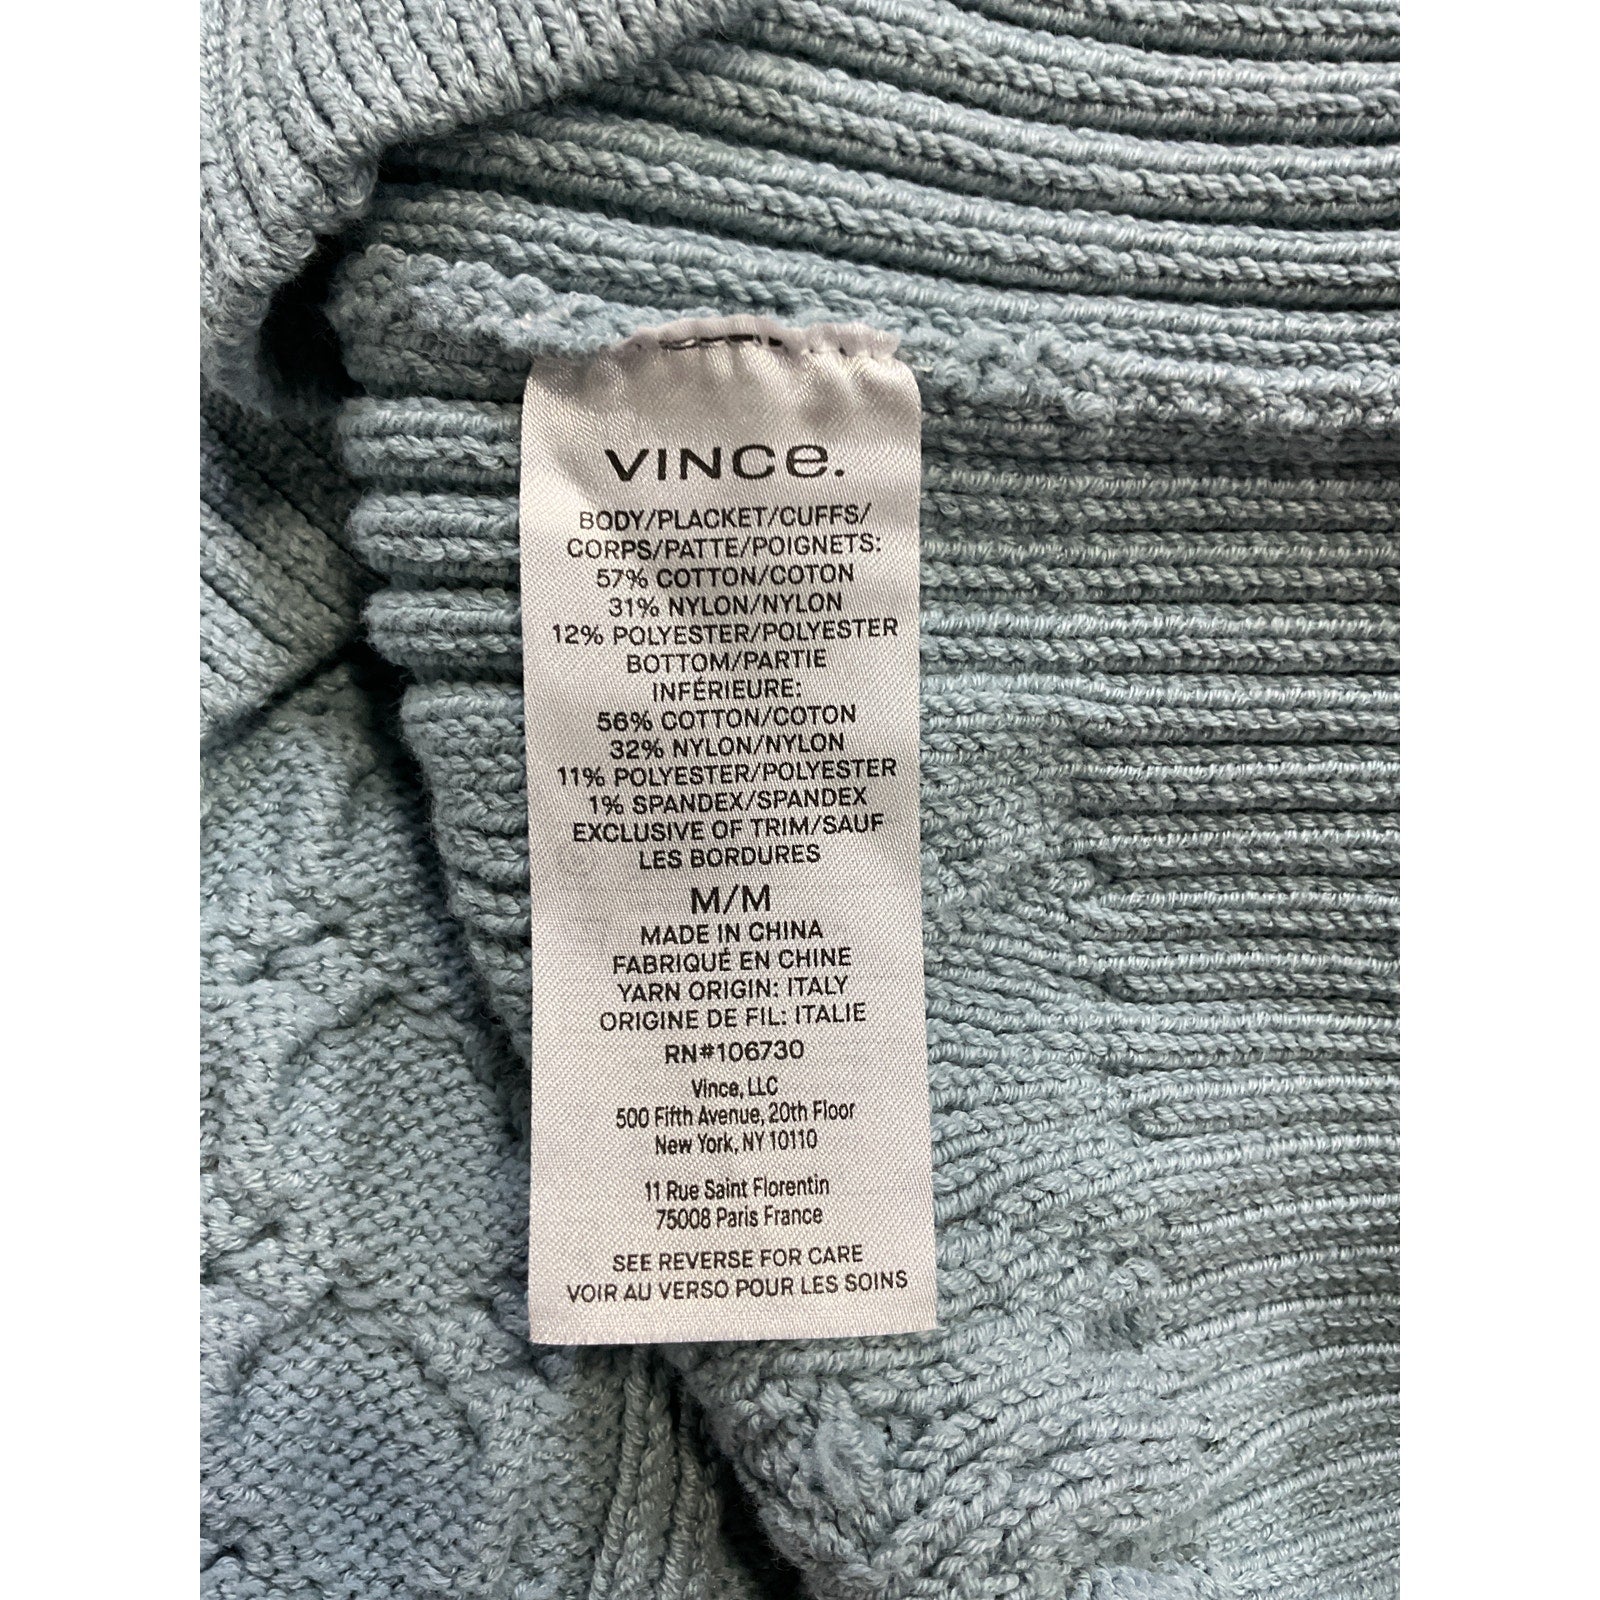 VINCe.
BODY/PLACKET/CUFFS/
CORPS/PATTE/POIGNETS:
57% COTTON/COTON
31% NYLON/NYLON
12% POLYESTER/POLYESTER
BOTTOM/PARTIE
INFÉRIEURE:
56% COTTON/COTON
32% NYLON/NYLON
11% POLYESTER/POLYESTER
1% SPANDEX/SPANDEX
EXCLUSIVE OF TRIM/SAUF
LES BORDURES
M/M
MADE IN CHINA
FABRIQUÉ EN CHINE
YARN ORIGIN: ITALY
ORIGINE DE FIL: ITALIE
RN#106730
Vince, LLC
500 Fifth Avenue, 20th Floor
New York, NY 10110
11 Rue Saint Florentin
75008 Paris France
SEE REVERSE FOR CARE
VOIR AU VERSO POUR LES SOINS